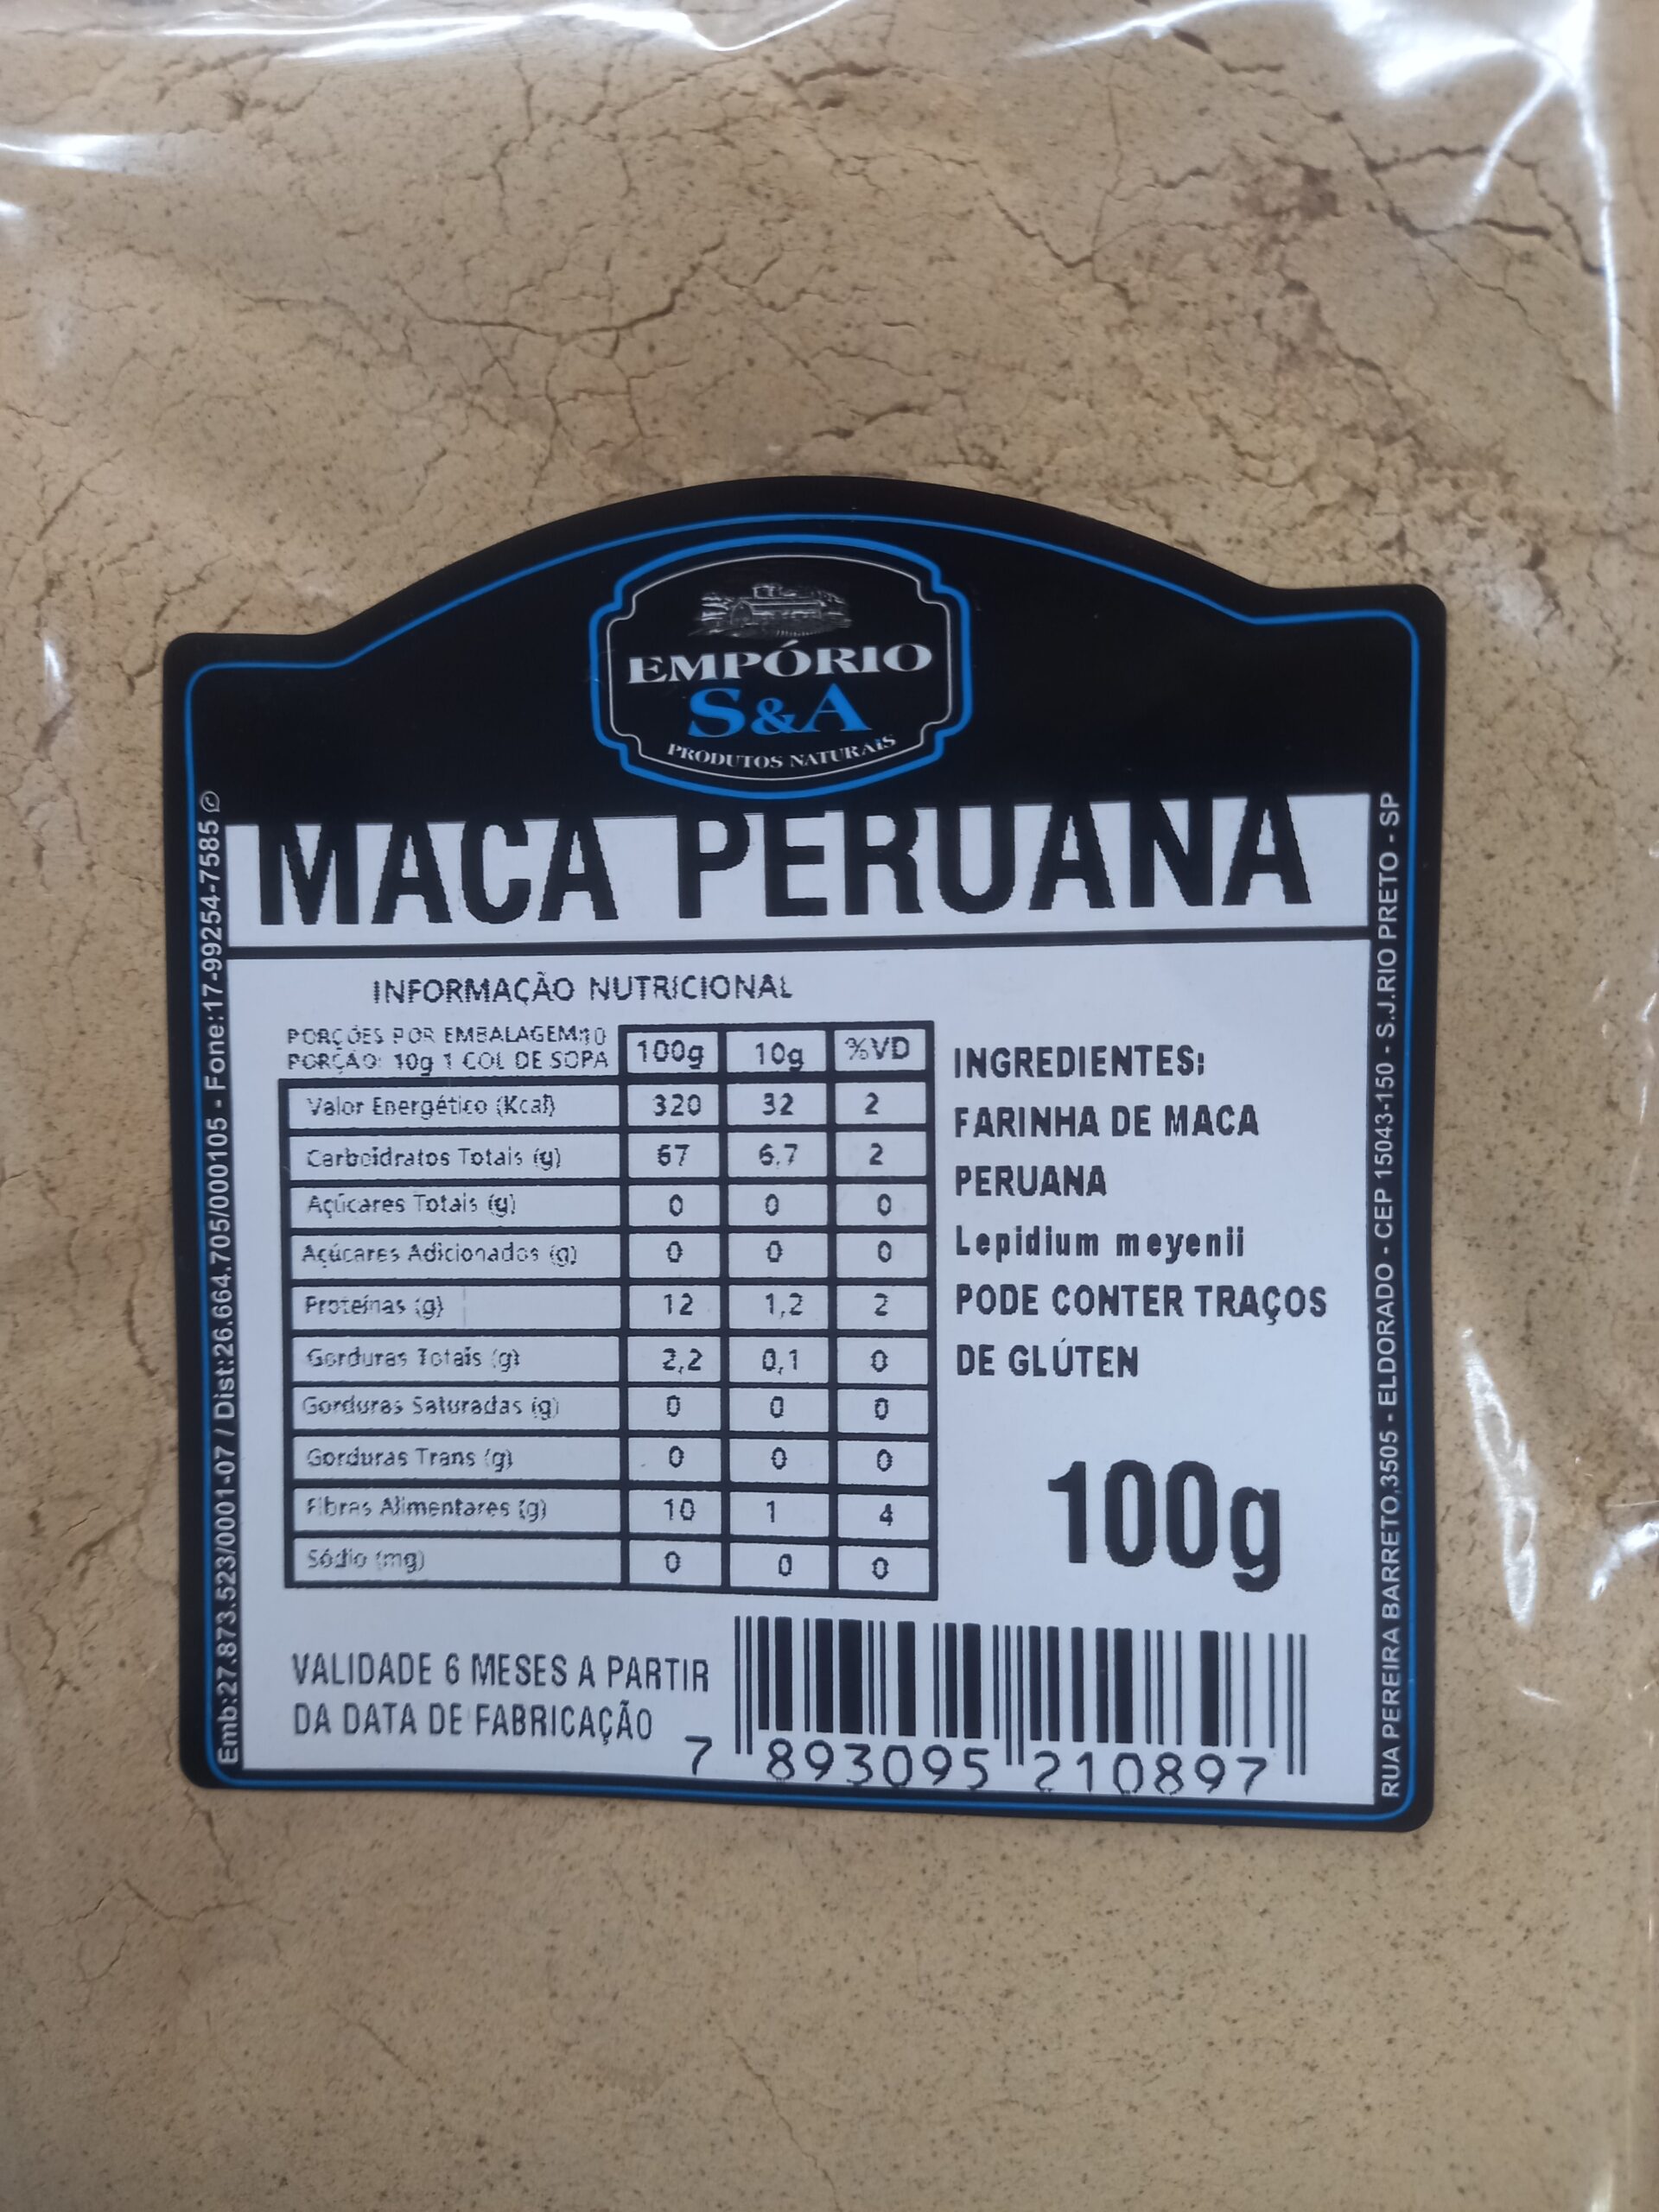 EMPÓRIO
S&A
PRODUTOS NATURAIS
MACA PERUANA
INFORMAÇÃO NUTRICIONAL
PORÇÕES POR EMBALAGEM:10
PORÇÃO: 10g 1 COL DE SOPA
100g 10g %VD
Valor Energético (Kcal) 320 32 2
Carboidratos Totais (g) 67 6,7 2
Açúcares Totais (g) 0 0 0
Açúcares Adicionados (g) 0 0 0
Proteínas (g) 12 1,2 2
Gorduras Totais (g) 2,2 0,1 0
Gorduras Saturadas (g) 0 0 0
Gorduras Trans (g) 0 0 0
Fibras Alimentares (g) 10 1 4
Sódio (mg) 0 0 0
INGREDIENTES:
FARINHA DE MACA
PERUANA
Lepidium meyenii
PODE CONTER TRAÇOS
DE GLÚTEN
100g
VALIDADE 6 MESES A PARTIR
DA DATA DE FABRICAÇÃO
7 893095 210897
Emb:27.873.523/0001-07 / Dist:26.664.705/000105 - Fone:17-99254-7585
RUA PEREIRA BARRETO,3505 - ELDORADO - CEP 15043-150 - S.J.RIO PRETO - SP